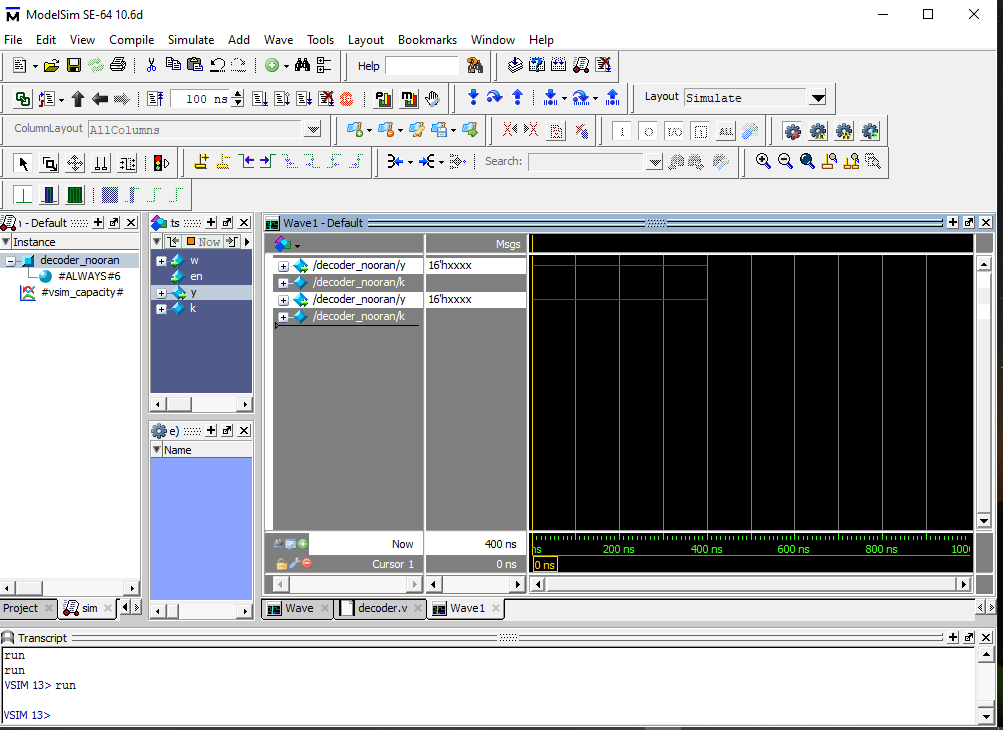 ModelSim SE-64 10.6d
File Edit View Compile Simulate Add Wave Tools Layout Bookmarks Window Help
Help
100 ns
Layout Simulate
ColumnLayout AllColumns
Search:
- Default
ts
Wave1 - Default
Instance
Now
Msgs
decoder_nooran
#ALWAYS#6
#vsim_capacity#
w
en
y
k
/decoder_nooran/y 16'hxxxx
/decoder_nooran/k
/decoder_nooran/y 16'hxxxx
/decoder_nooran/k
e)
Name
Now 400 ns
Cursor 1 0 ns
ns 200 ns 400 ns 600 ns 800 ns 100
0 ns
Project sim
Wave decoder.v Wave1
Transcript
run
run
VSIM 13> run
VSIM 13>